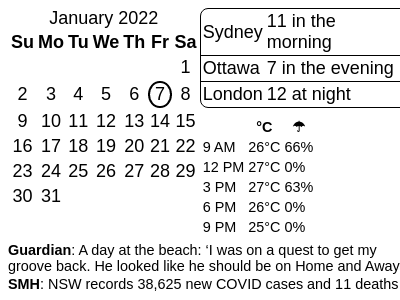 January 2022
Su Mo Tu We Th Fr Sa
1
2 3 4 5 6 7 8
9 10 11 12 13 14 15
16 17 18 19 20 21 22
23 24 25 26 27 28 29
30 31
Sydney 11 in the
morning
Ottawa 7 in the evening
London 12 at night
°C ☂
9 AM 26°C 66%
12 PM 27°C 0%
3 PM 27°C 63%
6 PM 26°C 0%
9 PM 25°C 0%
Guardian: A day at the beach: ‘I was on a quest to get my
groove back. He looked like he should be on Home and Away
SMH: NSW records 38,625 new COVID cases and 11 deaths